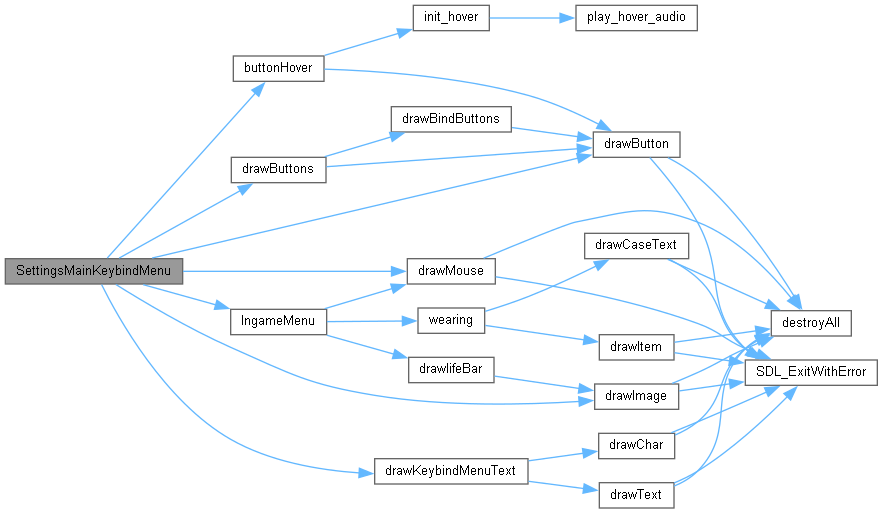 init_hover
play_hover_audio
buttonHover
drawBindButtons
drawButton
drawButtons
drawCaseText
SettingsMainKeybindMenu
drawMouse
IngameMenu
wearing
destroyAll
drawItem
drawlifeBar
SDL_ExitWithError
drawImage
drawChar
drawKeybindMenuText
drawText